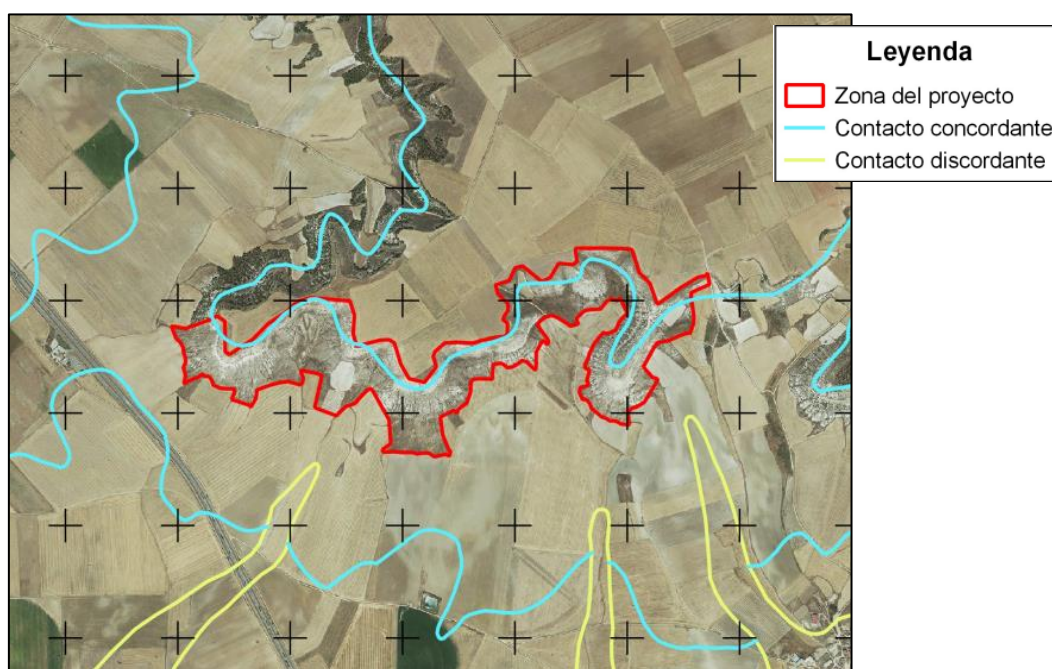 Leyenda
Zona del proyecto
Contacto concordante
Contacto discordante